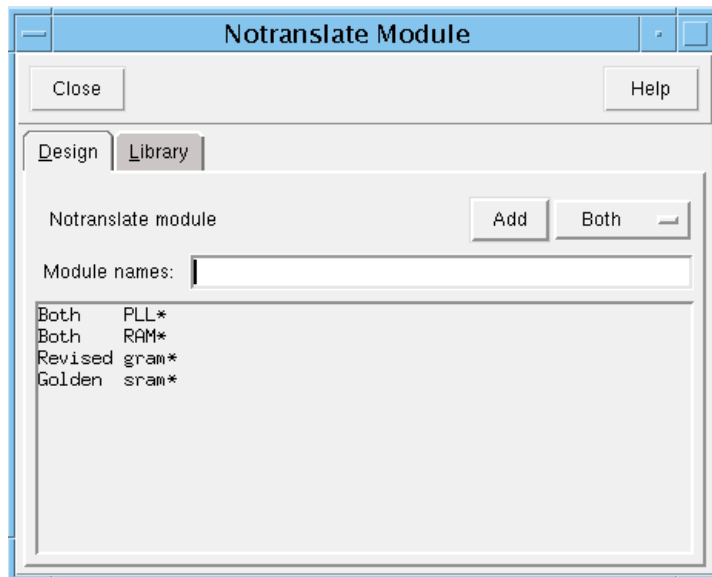 Notranslate Module
Close Help
Design Library
Notranslate module Add Both
Module names:
Both PLL*
Both RAM*
Revised gram*
Golden sram*